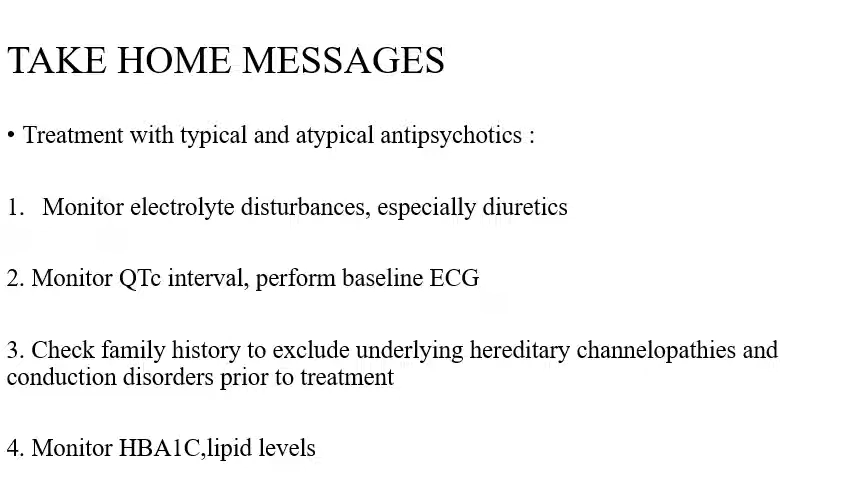 TAKE HOME MESSAGES
• Treatment with typical and atypical antipsychotics :
1. Monitor electrolyte disturbances, especially diuretics
2. Monitor QTc interval, perform baseline ECG
3. Check family history to exclude underlying hereditary channelopathies and
conduction disorders prior to treatment
4. Monitor HBA1C,lipid levels